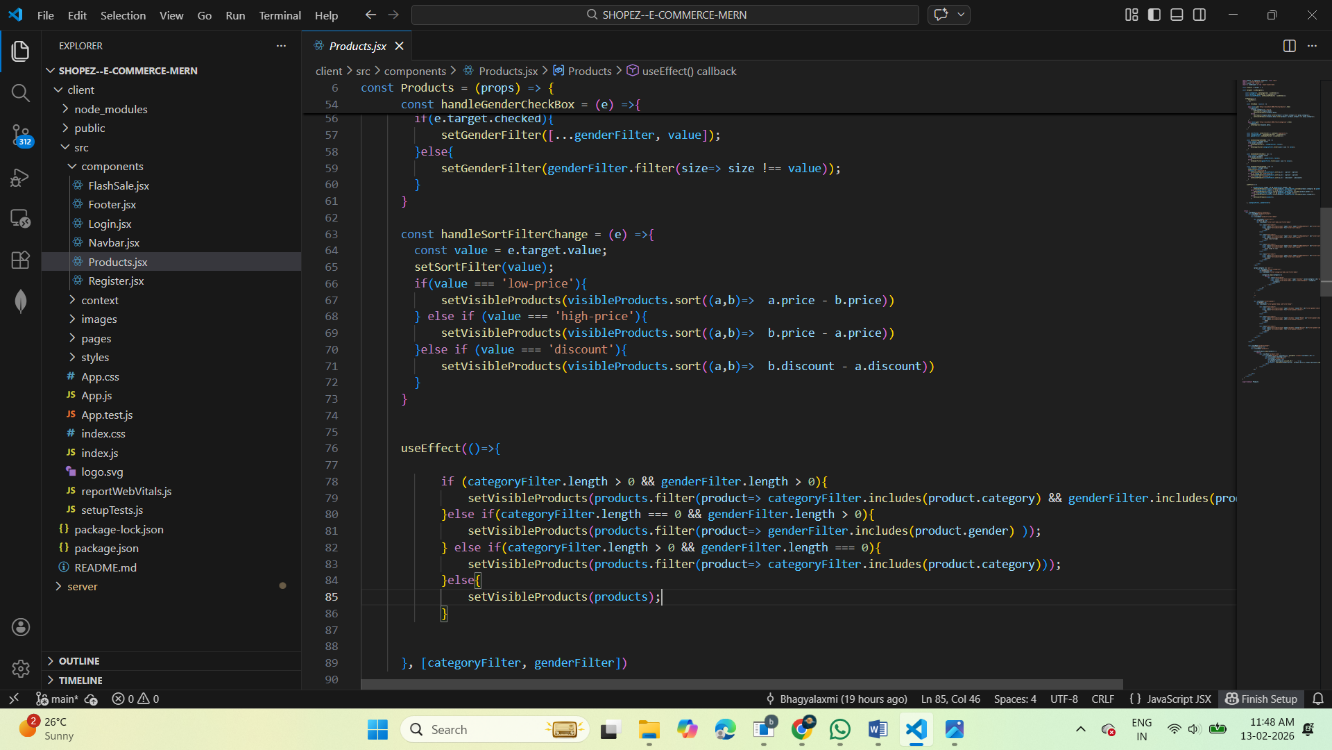 File Edit Selection View Go Run Terminal Help
SHOPEZ--E-COMMERCE-MERN
EXPLORER
SHOPEZ--E-COMMERCE-MERN
client
node_modules
public
src
components
FlashSale.jsx
Footer.jsx
Login.jsx
Navbar.jsx
Products.jsx
Register.jsx
context
images
pages
styles
# App.css
JS App.js
JS App.test.js
# index.css
JS index.js
logo.svg
JS reportWebVitals.js
JS setupTests.js
{} package-lock.json
{} package.json
README.md
server
OUTLINE
TIMELINE
312
Products.jsx
client > src > components > Products.jsx > Products > useEffect() callback
6 const Products = (props) => {
54 const handleGenderCheckBox = (e) =>{
56 if(e.target.checked){
57 setGenderFilter([...genderFilter, value]);
58 }else{
59 setGenderFilter(genderFilter.filter(size=> size !== value));
60 }
61 }
62
63 const handleSortFilterChange = (e) =>{
64 const value = e.target.value;
65 setSortFilter(value);
66 if(value === 'low-price'){
67 setVisibleProducts(visibleProducts.sort((a,b)=> a.price - b.price))
68 } else if (value === 'high-price'){
69 setVisibleProducts(visibleProducts.sort((a,b)=> b.price - a.price))
70 }else if (value === 'discount'){
71 setVisibleProducts(visibleProducts.sort((a,b)=> b.discount - a.discount))
72 }
73 }
74
75
76 useEffect(()=>{
77
78 if (categoryFilter.length > 0 && genderFilter.length > 0){
79 setVisibleProducts(products.filter(product=> categoryFilter.includes(product.category) && genderFilter.includes(pro
80 }else if(categoryFilter.length === 0 && genderFilter.length > 0){
81 setVisibleProducts(products.filter(product=> genderFilter.includes(product.gender) ));
82 } else if(categoryFilter.length > 0 && genderFilter.length === 0){
83 setVisibleProducts(products.filter(product=> categoryFilter.includes(product.category)));
84 }else{
85 setVisibleProducts(products);
86 }
87
88
89 }, [categoryFilter, genderFilter])
90
main* 0 0 Bhagyalaxmi (19 hours ago) Ln 85, Col 46 Spaces: 4 UTF-8 CRLF {} JavaScript JSX Finish Setup
2 26°C
Sunny
Search
ENG
IN
11:48 AM
13-02-2026